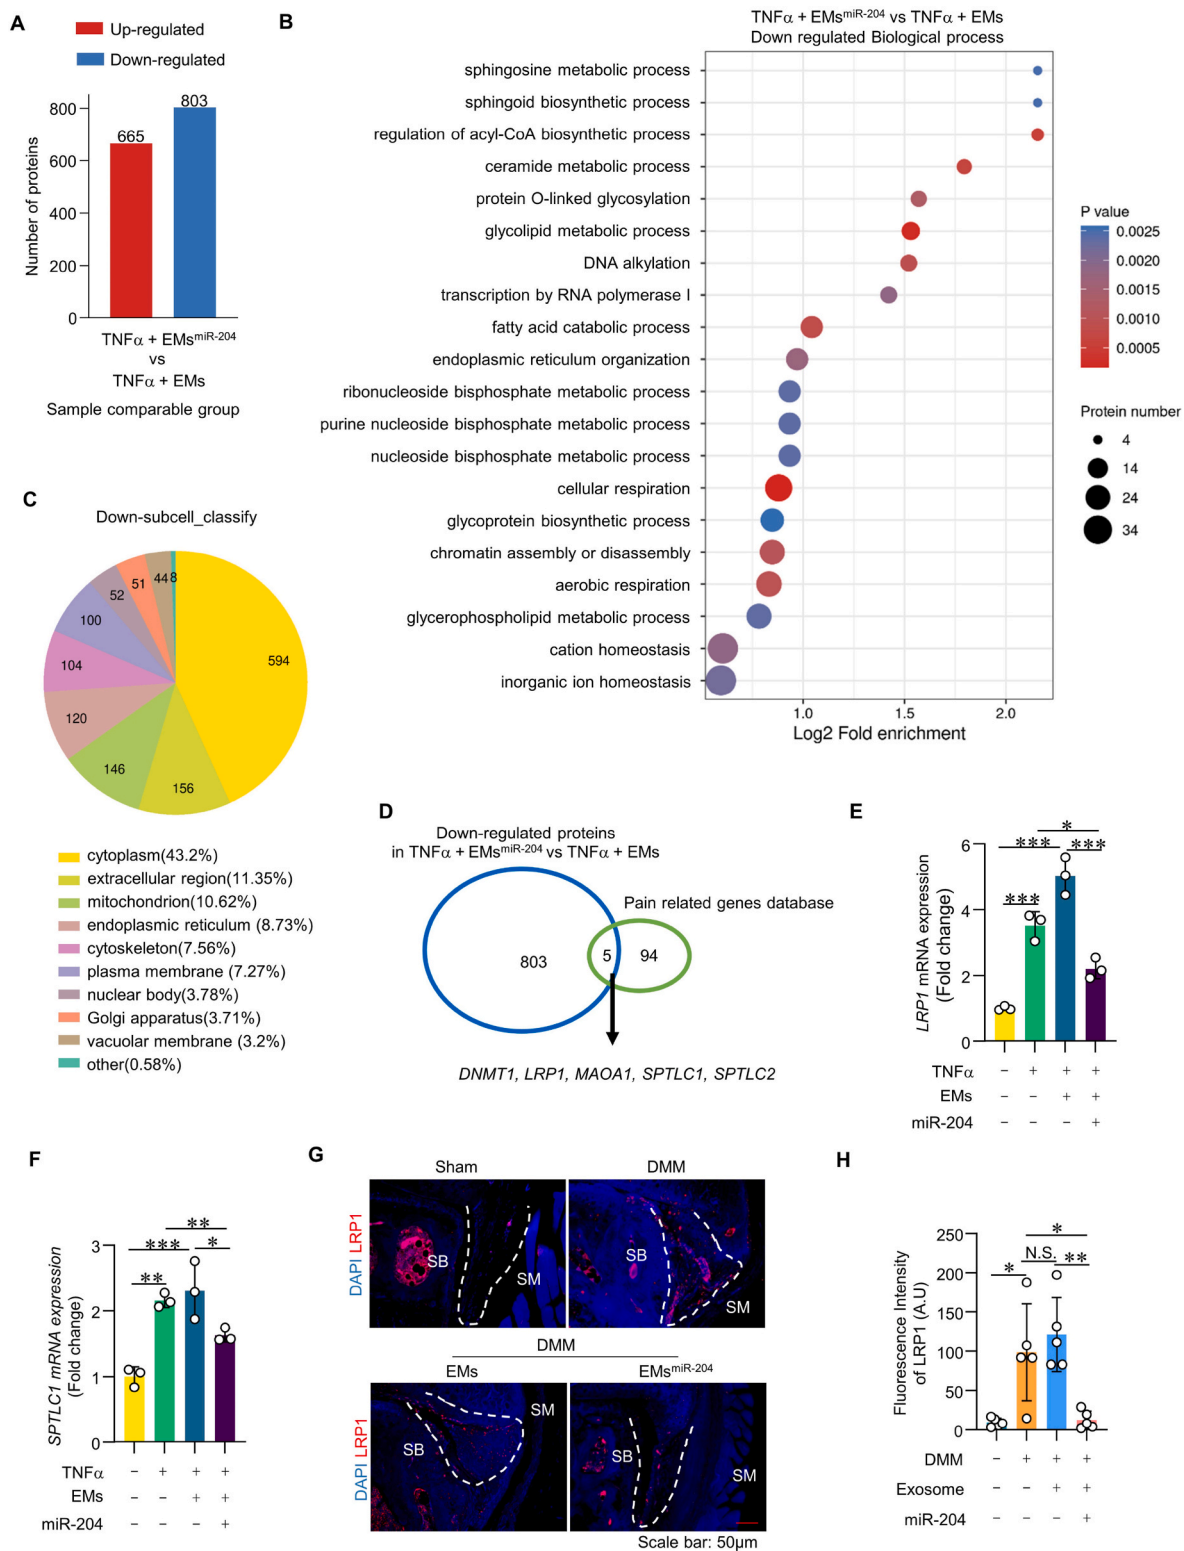 A
Up-regulated
Down-regulated
Number of proteins
800
600
400
200
0
665
803
TNFα + EMsmiR-204
vs
TNFα + EMs
Sample comparable group
B
TNFα + EMsmiR-204 vs TNFα + EMs
Down regulated Biological process
sphingosine metabolic process
sphingoid biosynthetic process
regulation of acyl-CoA biosynthetic process
ceramide metabolic process
protein O-linked glycosylation
glycolipid metabolic process
DNA alkylation
transcription by RNA polymerase I
fatty acid catabolic process
endoplasmic reticulum organization
ribonucleoside bisphosphate metabolic process
purine nucleoside bisphosphate metabolic process
nucleoside bisphosphate metabolic process
cellular respiration
glycoprotein biosynthetic process
chromatin assembly or disassembly
aerobic respiration
glycerophospholipid metabolic process
cation homeostasis
inorganic ion homeostasis
1.0 1.5 2.0
Log2 Fold enrichment
P value
0.0025
0.0020
0.0015
0.0010
0.0005
Protein number
4
14
24
34
C
Down-subcell_classify
594
156
146
120
104
100
52
51
44
8
cytoplasm(43.2%)
extracellular region(11.35%)
mitochondrion(10.62%)
endoplasmic reticulum (8.73%)
cytoskeleton(7.56%)
plasma membrane (7.27%)
nuclear body(3.78%)
Golgi apparatus(3.71%)
vacuolar membrane (3.2%)
other(0.58%)
D
Down-regulated proteins
in TNFα + EMsmiR-204 vs TNFα + EMs
Pain related genes database
803 5 94
DNMT1, LRP1, MAOA1, SPTLC1, SPTLC2
E
LRP1 mRNA expression
(Fold change)
6
4
2
0
*
*** ***
***
TNFα − + + +
EMs − − + +
miR-204 − − − +
F
SPTLC1 mRNA expression
(Fold change)
3
2
1
0
**
*** *
**
TNFα − + + +
EMs − − + +
miR-204 − − − +
G
Sham DMM
DAPI LRP1
SB SM
SB SM
DMM
EMs EMsmiR-204
DAPI LRP1
SB SM
SB SM
Scale bar: 50μm
H
Fluorescence Intensity
of LRP1 (A.U)
250
200
150
100
50
0
*
* N.S. **
DMM − + + +
Exosome − − + +
miR-204 − − − +